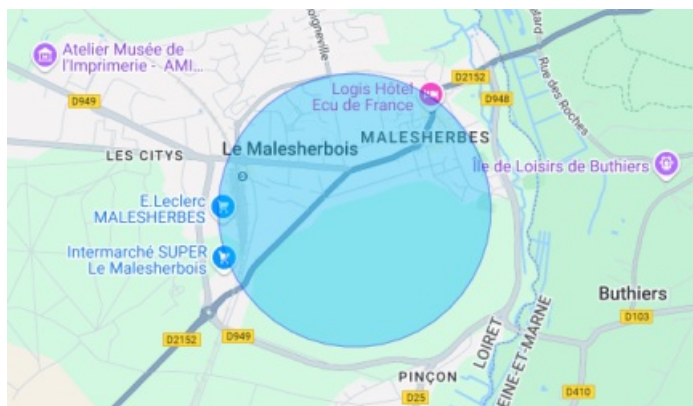 oigneville
Atelier Musée de
l'Imprimerie - AMI...
D949
Logis Hôtel
Ecu de France
D2152
D948
Rue des Roches
MALESHERBES
LES CITYS
Le Malesherbois
Île de Loisirs de Buthiers
E.Leclerc
MALESHERBES
Intermarché SUPER
Le Malesherbois
Buthiers
D103
D2152
D949
LOIRET
EINE-ET-MARNE
PINÇON
D25
D410